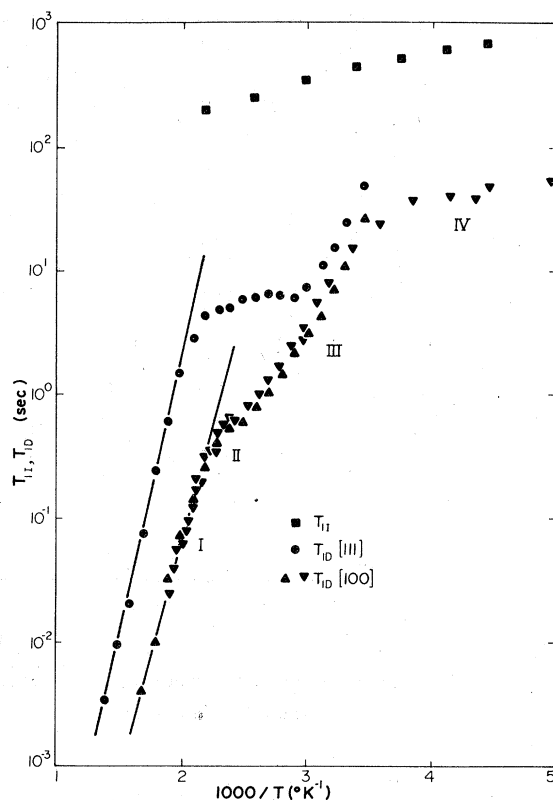 10³
10²
10¹
10⁰
10⁻¹
10⁻²
10⁻³
T₁I, T₁D (sec)
I
II
III
IV
T₁I
T₁D [111]
T₁D [100]
1 2 3 4 5
1000/T (°K⁻¹)